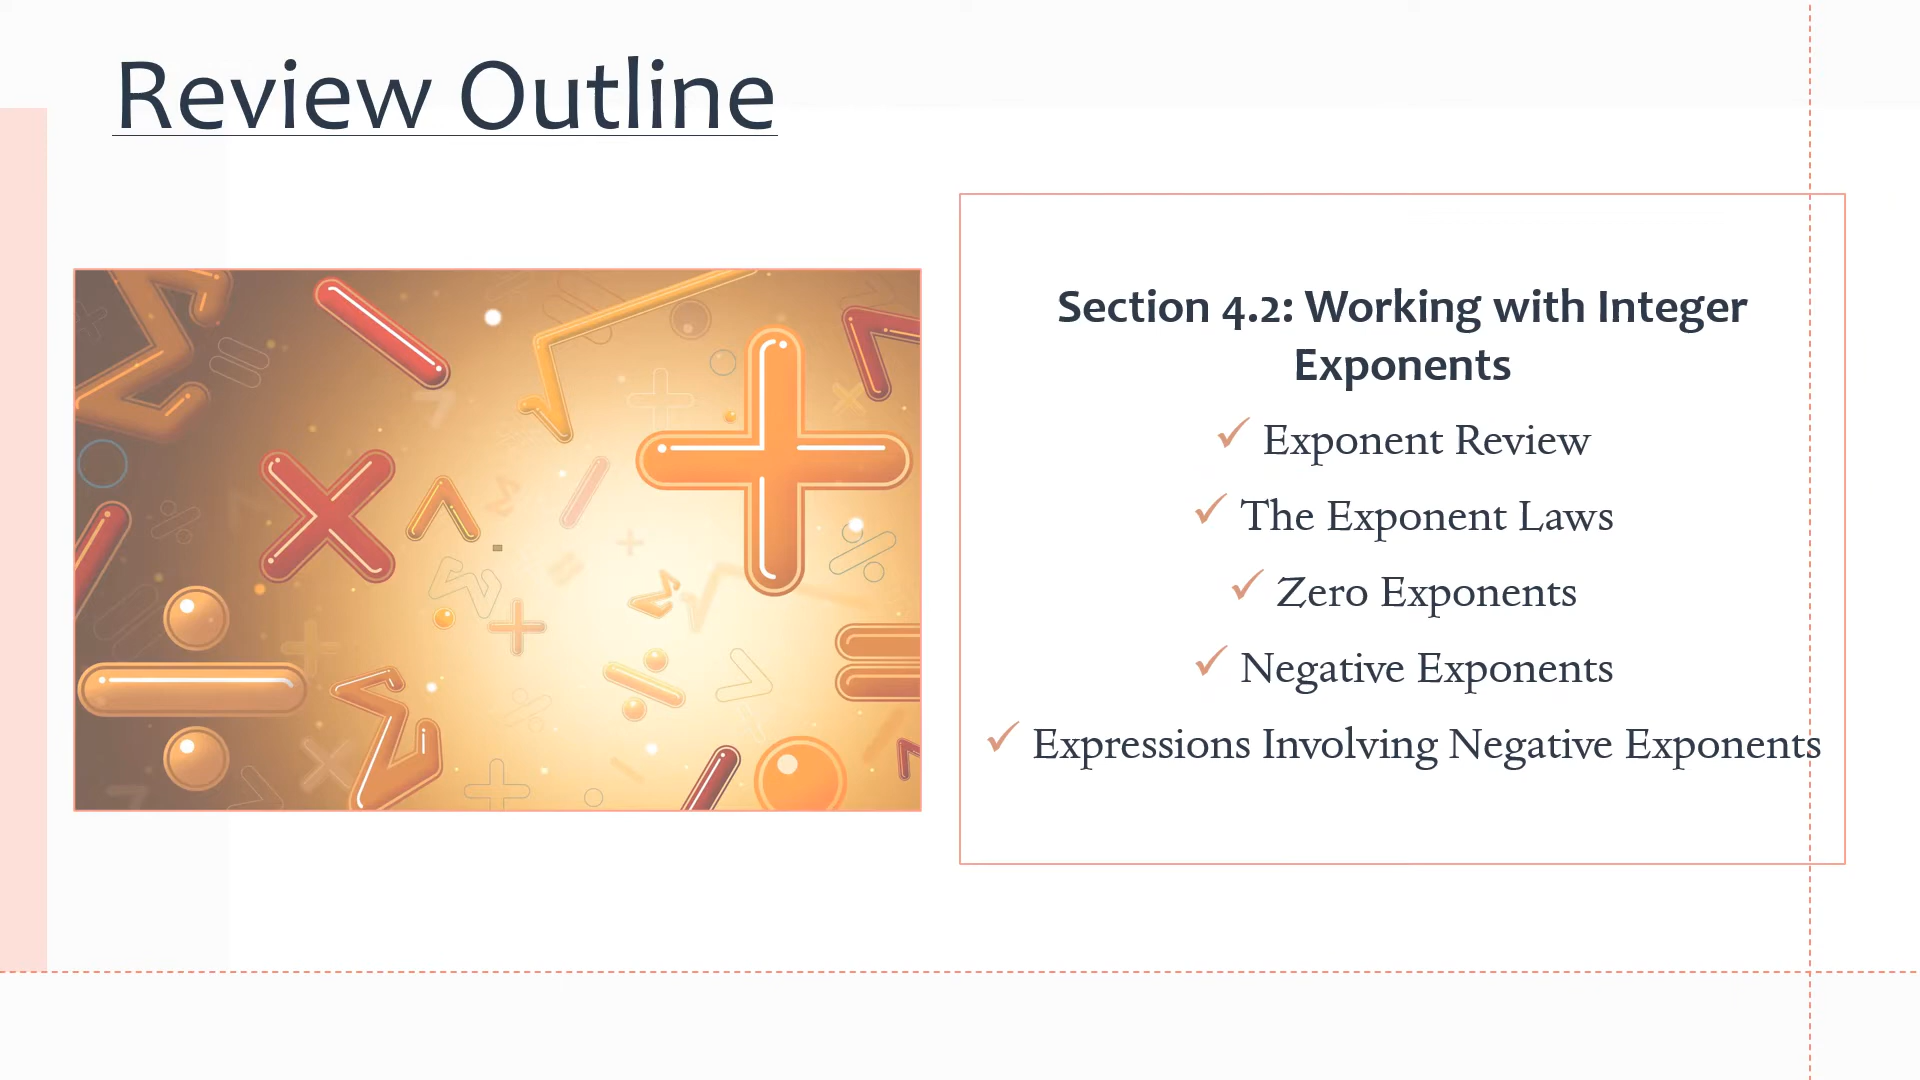 Review Outline
Section 4.2: Working with Integer
Exponents
✓ Exponent Review
✓ The Exponent Laws
✓ Zero Exponents
✓ Negative Exponents
✓ Expressions Involving Negative Exponents